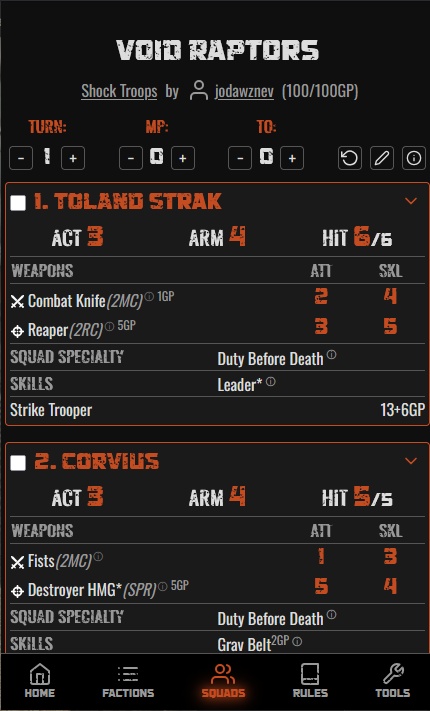 VOID RAPTORS
Shock Troops by jodawznev (100/100GP)
TURN: MP: TO:
- 1 + - 0 + - 0 +
1. TOLAND STRAK
ACT 3 ARM 4 HIT 6/6
WEAPONS ATT SKL
Combat Knife(2MC) 1GP 2 4
Reaper(2RC) 5GP 3 5
SQUAD SPECIALTY Duty Before Death
SKILLS Leader*
Strike Trooper 13+6GP
2. CORVIUS
ACT 3 ARM 4 HIT 5/5
WEAPONS ATT SKL
Fists(2MC) 1 3
Destroyer HMG*(SPR) 5GP 5 4
SQUAD SPECIALTY Duty Before Death
SKILLS Grav Belt2GP
HOME FACTIONS SQUADS RULES TOOLS